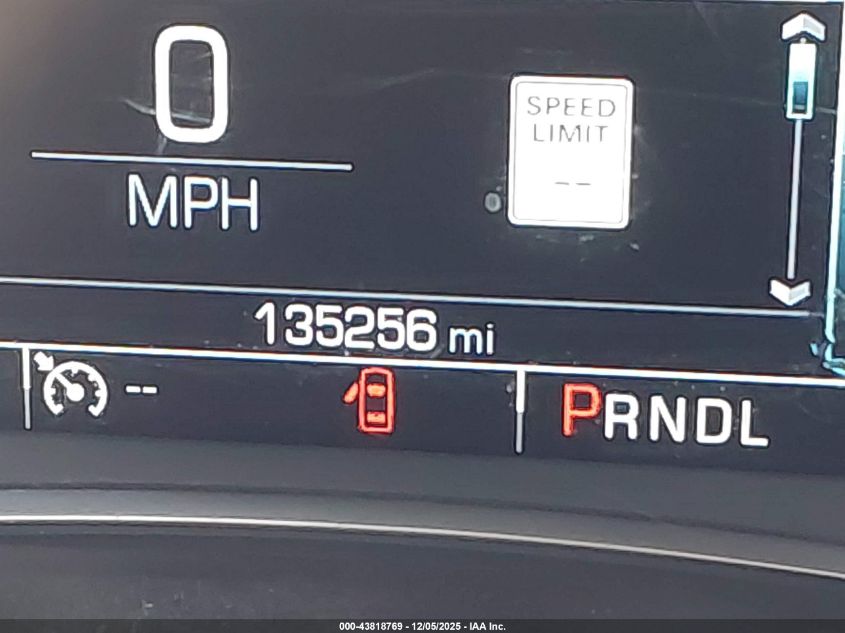 0
MPH
SPEED
LIMIT
--
135256 mi
--
PRNDL
000-43818769 - 12/05/2025 - IAA Inc.